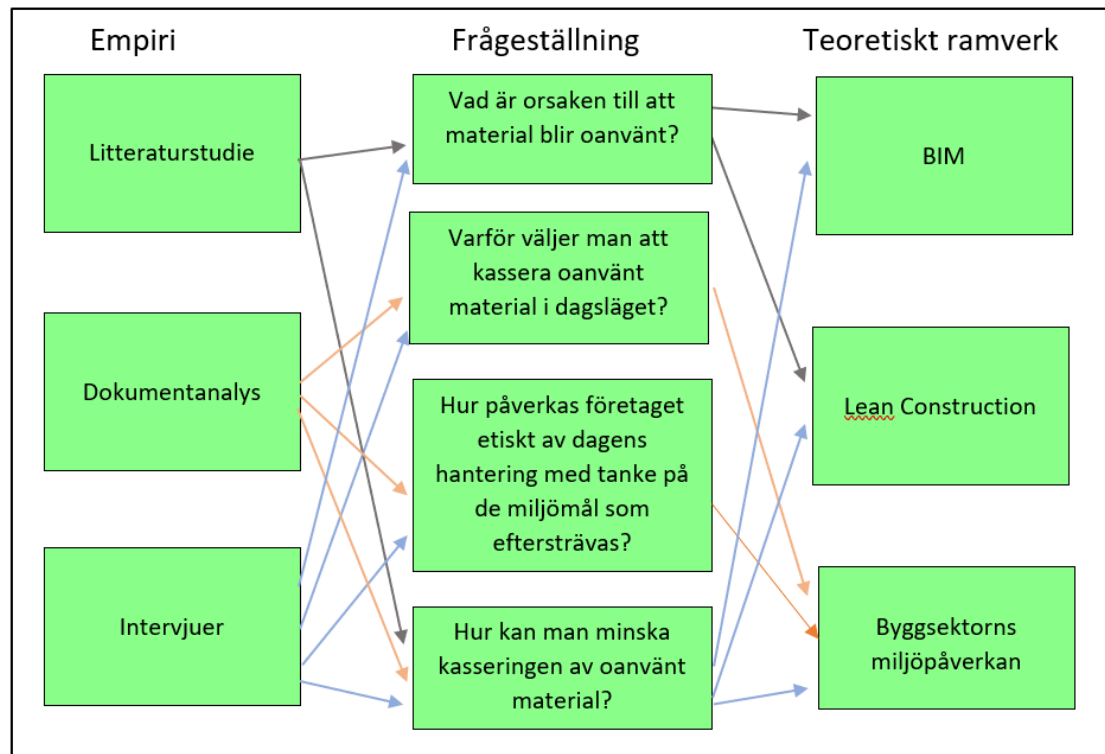 Empiri
Frågeställning
Teoretiskt ramverk
Litteraturstudie
Dokumentanalys
Intervjuer
Vad är orsaken till att
material blir oanvänt?
Varför väljer man att
kassera oanvänt
material i dagsläget?
Hur påverkas företaget
etiskt av dagens
hantering med tanke på
de miljömål som
eftersträvas?
Hur kan man minska
kasseringen av oanvänt
material?
BIM
Lean Construction
Byggsektorns
miljöpåverkan